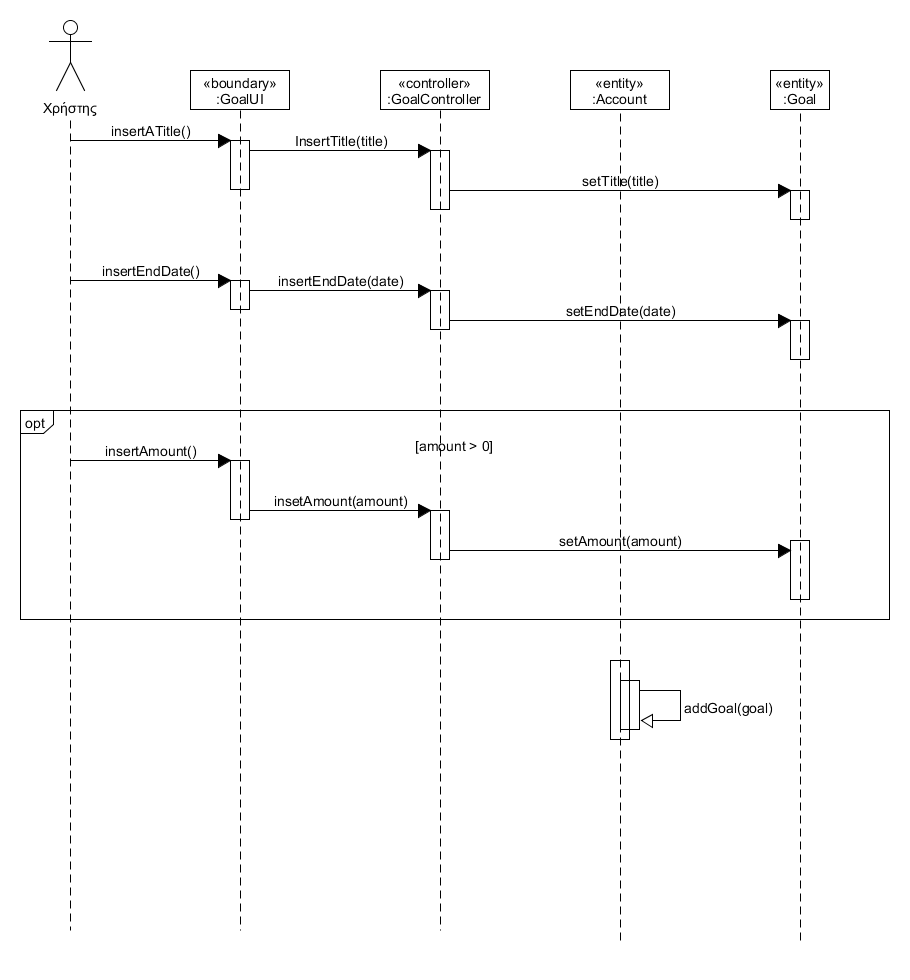 Χρήστης
«boundary»
:GoalUI
«controller»
:GoalController
«entity»
:Account
«entity»
:Goal
insertATitle()
InsertTitle(title)
setTitle(title)
insertEndDate()
insertEndDate(date)
setEndDate(date)
opt
[amount > 0]
insertAmount()
insetAmount(amount)
setAmount(amount)
addGoal(goal)